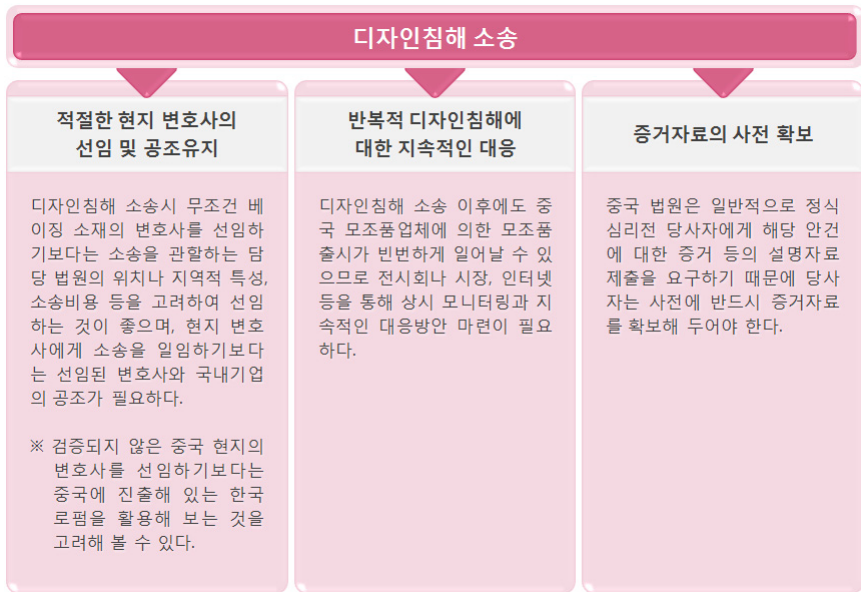 디자인침해 소송
적절한 현지 변호사의
선임 및 공조유지
디자인침해 소송시 무조건 베
이징 소재의 변호사를 선임하
기보다는 소송을 관할하는 담
당 법원의 위치나 지역적 특성,
소송비용 등을 고려하여 선임
하는 것이 좋으며, 현지 변호
사에게 소송을 일임하기보다
는 선임된 변호사와 국내기업
의 공조가 필요하다.
※ 검증되지 않은 중국 현지의
변호사를 선임하기보다는
중국에 진출해 있는 한국
로펌을 활용해 보는 것을
고려해 볼 수 있다.
반복적 디자인침해에
대한 지속적인 대응
디자인침해 소송 이후에도 중
국 모조품업체에 의한 모조품
출시가 빈번하게 일어날 수 있
으므로 전시회나 시장, 인터넷
등을 통해 상시 모니터링과 지
속적인 대응방안 마련이 필요
하다.
증거자료의 사전 확보
중국 법원은 일반적으로 정식
심리전 당사자에게 해당 안건
에 대한 증거 등의 설명자료
제출을 요구하기 때문에 당사
자는 사전에 반드시 증거자료
를 확보해 두어야 한다.